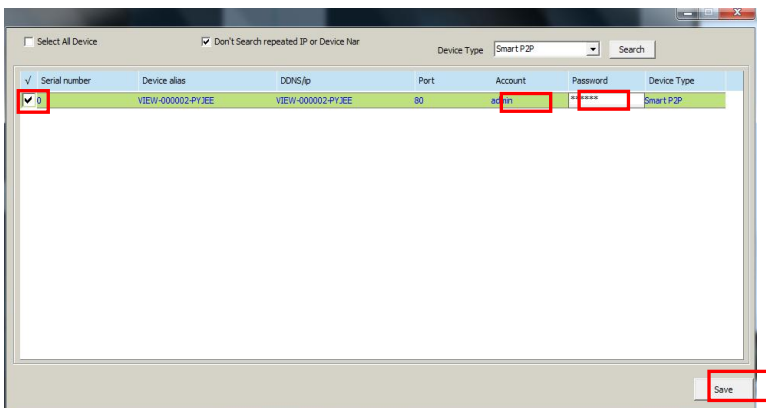 Select All Device Don't Search repeated IP or Device Nar Device Type Smart P2P Search
√ Serial number Device alias DDNS/ip Port Account Password Device Type
0 VIEW-000002-PYJEE VIEW-000002-PYJEE 80 admin ****** Smart P2P
Save